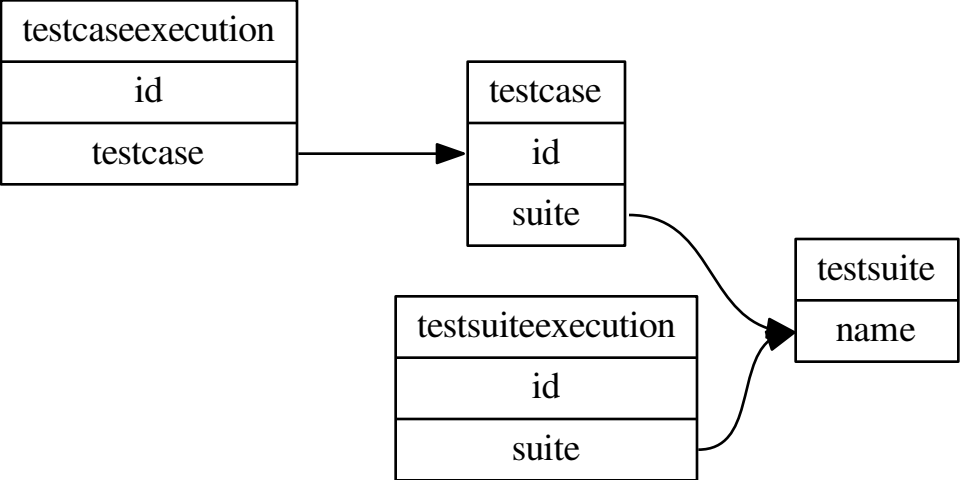 testcaseexecution
id
testcase
testcase
id
suite
testsuiteexecution
id
suite
testsuite
name